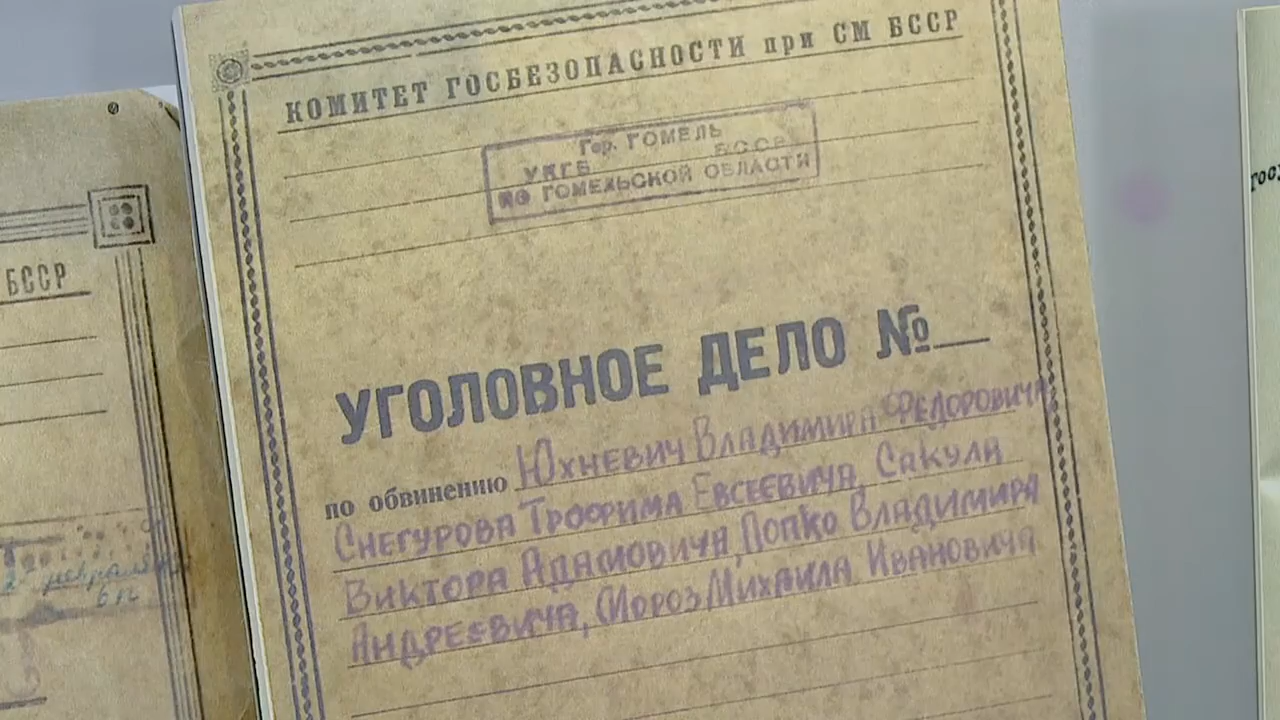 КОМИТЕТ ГОСБЕЗОПАСНОСТИ при СМ БССР
Гор. ГОМЕЛЬ
УКГБ БССР
ПО ГОМЕЛЬСКОЙ ОБЛАСТИ
УГОЛОВНОЕ ДЕЛО №
по обвинению Юхневич Владимира Федоровича
Снегурова Трофима Евсеевича, Сакула
Виктора Адамовича, Попко Владимира
Андреевича, Мороз Михаила Ивановича
БССР
Госу